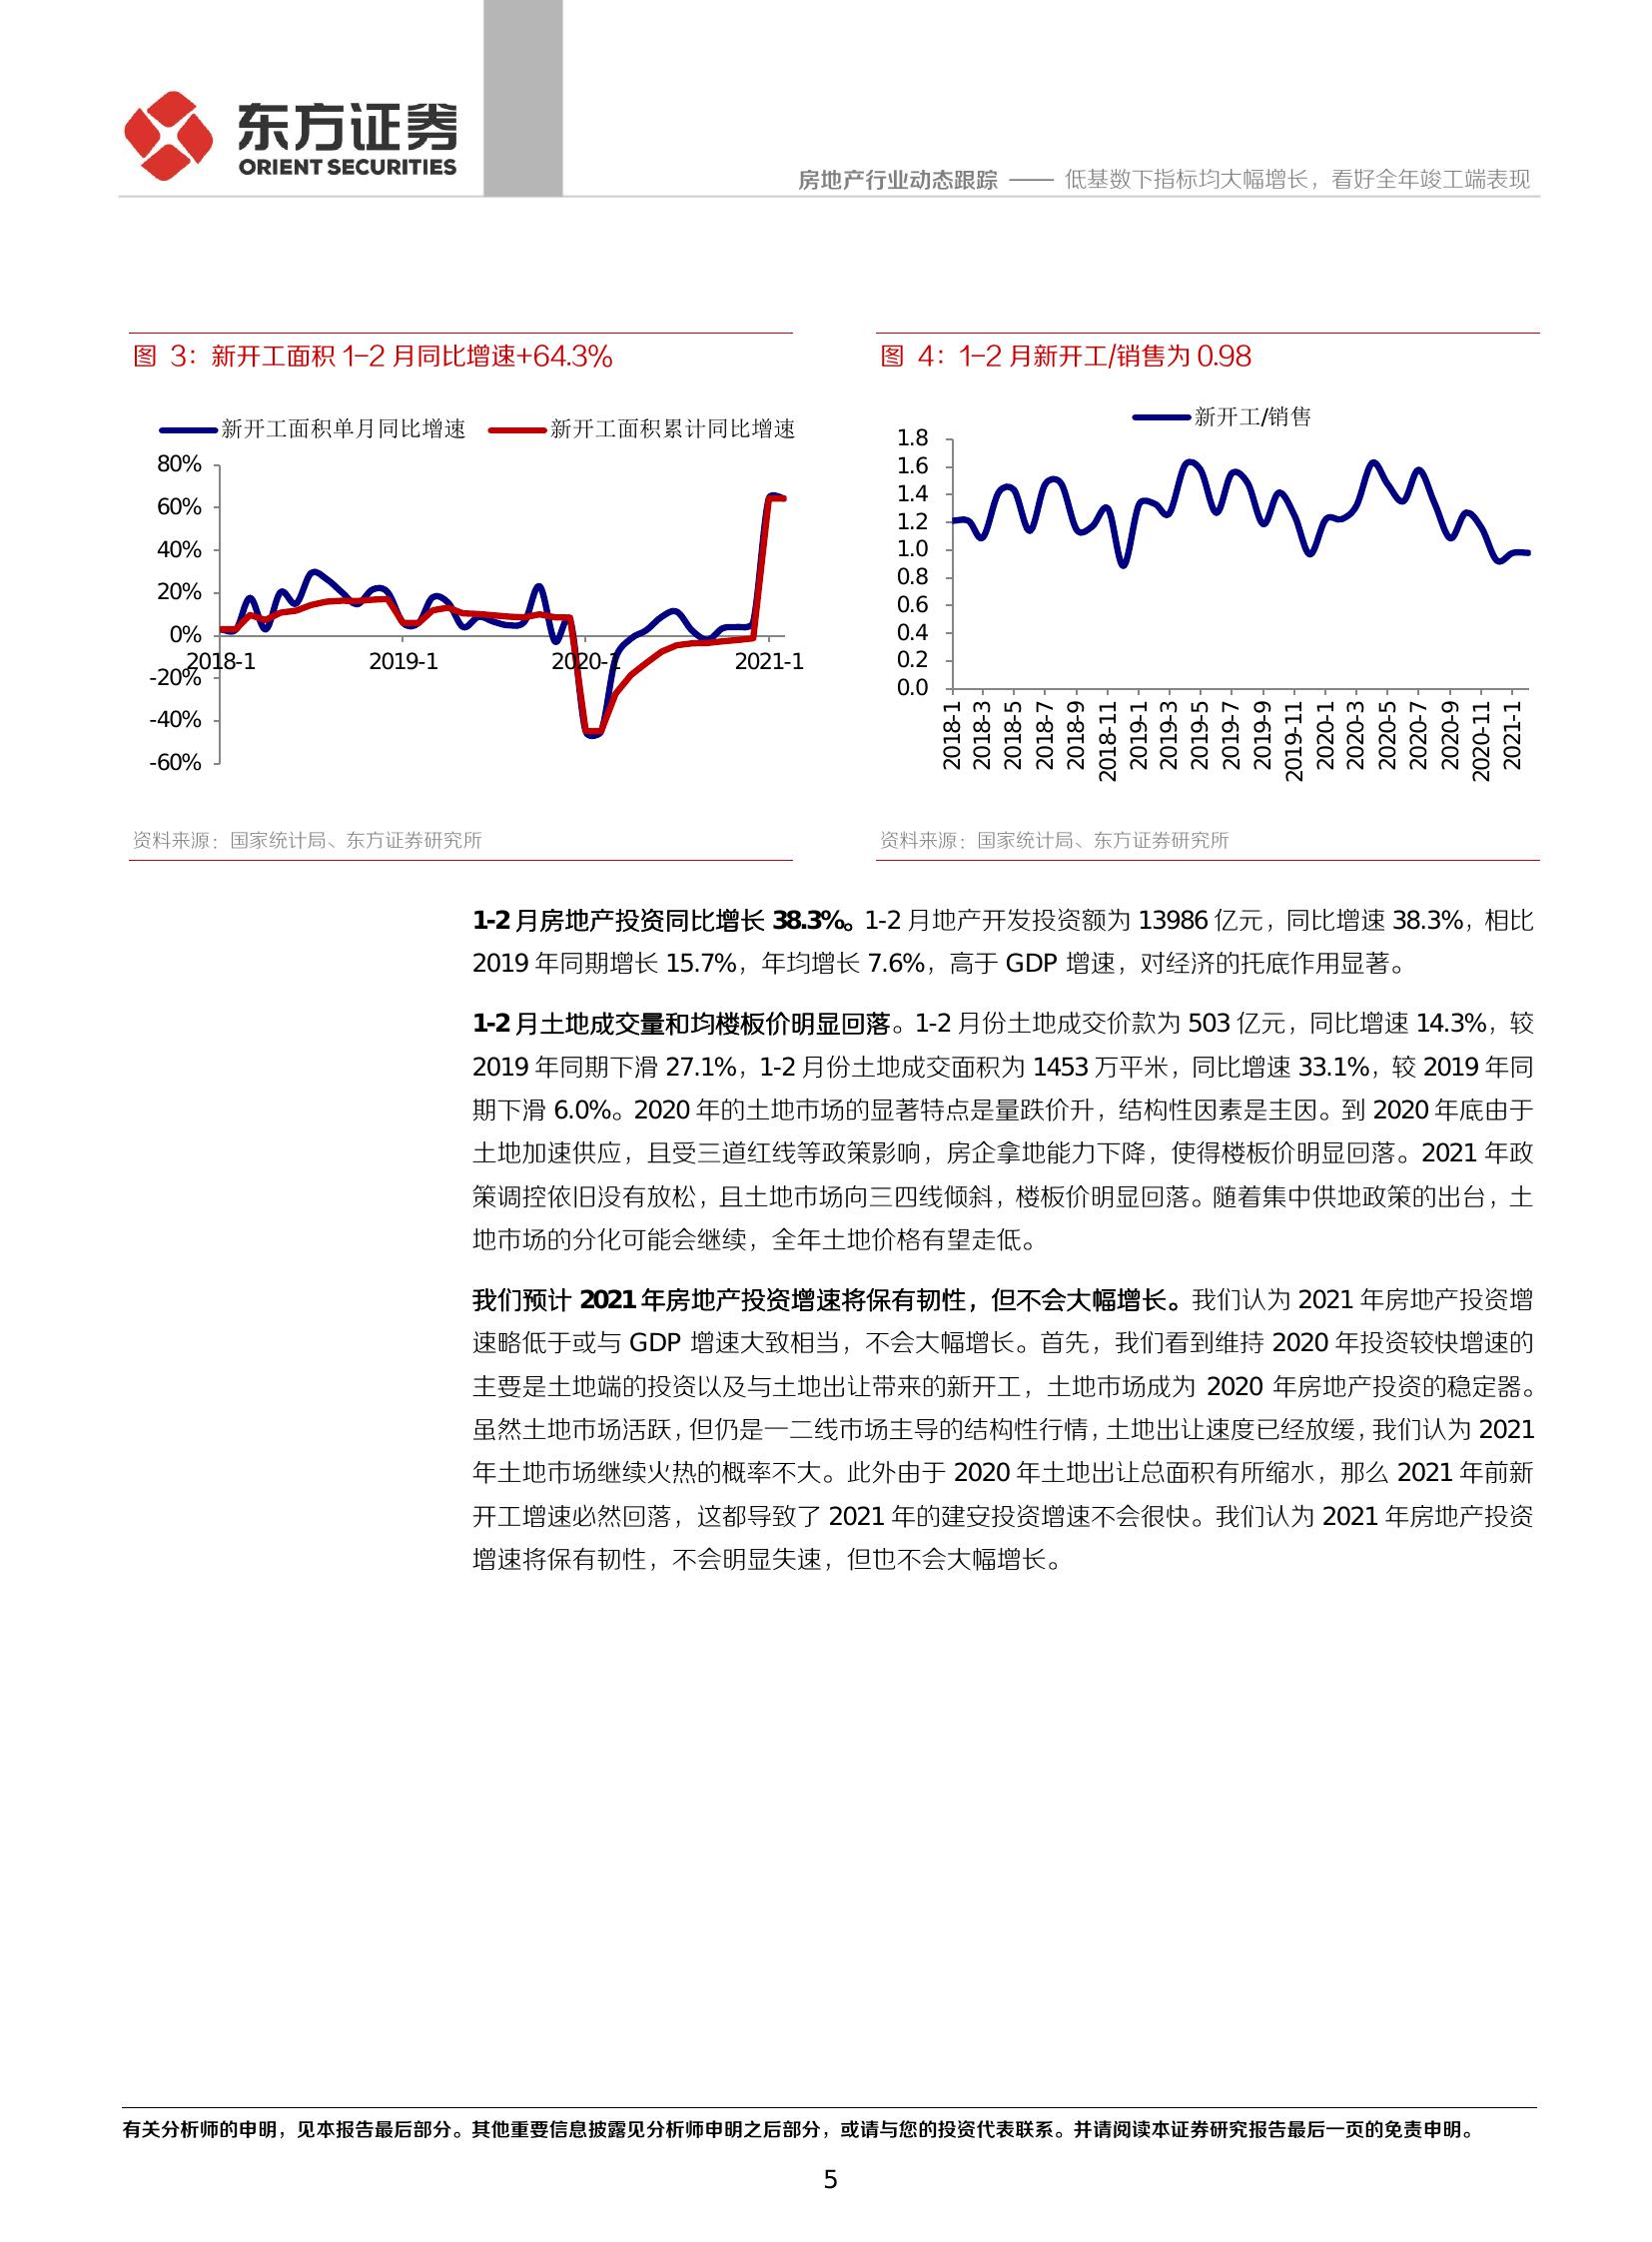 东方证券
ORIENT SECURITIES
房地产行业动态跟踪 —— 低基数下指标均大幅增长，看好全年竣工端表现
图 3：新开工面积 1-2 月同比增速+64.3%
新开工面积单月同比增速 新开工面积累计同比增速
80%
60%
40%
20%
0%
-20%
-40%
-60%
2018-1 2019-1 2020-1 2021-1
资料来源：国家统计局、东方证券研究所
图 4：1-2 月新开工/销售为 0.98
新开工/销售
1.8
1.6
1.4
1.2
1.0
0.8
0.6
0.4
0.2
0.0
2018-1 2018-3 2018-5 2018-7 2018-9 2018-11 2019-1 2019-3 2019-5 2019-7 2019-9 2019-11 2020-1 2020-3 2020-5 2020-7 2020-9 2020-11 2021-1
资料来源：国家统计局、东方证券研究所
1-2 月房地产投资同比增长 38.3%。1-2 月地产开发投资额为 13986 亿元，同比增速 38.3%，相比
2019 年同期增长 15.7%，年均增长 7.6%，高于 GDP 增速，对经济的托底作用显著。
1-2 月土地成交量和均楼板价明显回落。1-2 月份土地成交价款为 503 亿元，同比增速 14.3%，较
2019 年同期下滑 27.1%，1-2 月份土地成交面积为 1453 万平米，同比增速 33.1%，较 2019 年同
期下滑 6.0%。2020 年的土地市场的显著特点是量跌价升，结构性因素是主因。到 2020 年底由于
土地加速供应，且受三道红线等政策影响，房企拿地能力下降，使得楼板价明显回落。2021 年政
策调控依旧没有放松，且土地市场向三四线倾斜，楼板价明显回落。随着集中供地政策的出台，土
地市场的分化可能会继续，全年土地价格有望走低。
我们预计 2021 年房地产投资增速将保有韧性，但不会大幅增长。我们认为 2021 年房地产投资增
速略低于或与 GDP 增速大致相当，不会大幅增长。首先，我们看到维持 2020 年投资较快增速的
主要是土地端的投资以及与土地出让带来的新开工，土地市场成为 2020 年房地产投资的稳定器。
虽然土地市场活跃，但仍是一二线市场主导的结构性行情，土地出让速度已经放缓，我们认为 2021
年土地市场继续火热的概率不大。此外由于 2020 年土地出让总面积有所缩水，那么 2021 年前新
开工增速必然回落，这都导致了 2021 年的建安投资增速不会很快。我们认为 2021 年房地产投资
增速将保有韧性，不会明显失速，但也不会大幅增长。
有关分析师的申明，见本报告最后部分。其他重要信息披露见分析师申明之后部分，或请与您的投资代表联系。并请阅读本证券研究报告最后一页的免责申明。
5